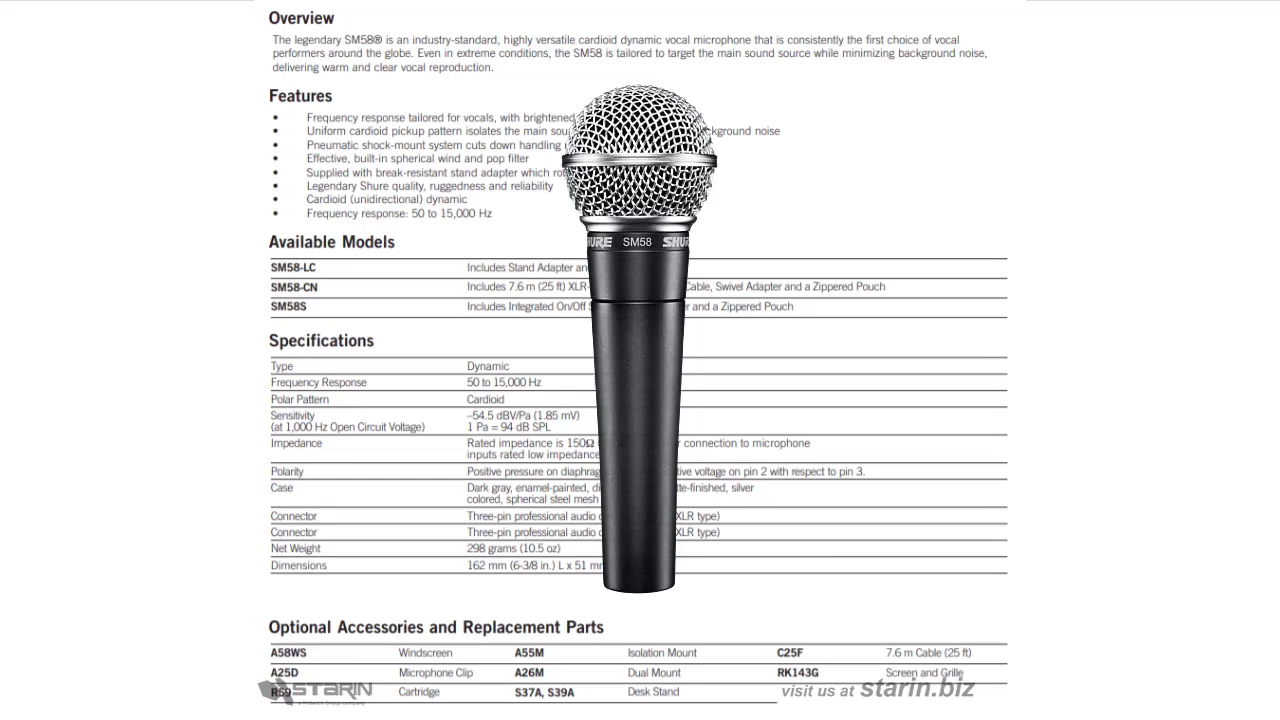 Overview
The legendary SM58® is an industry-standard, highly versatile cardioid dynamic vocal microphone that is consistently the first choice of vocal
performers around the globe. Even in extreme conditions, the SM58 is tailored to target the main sound source while minimizing background noise,
delivering warm and clear vocal reproduction.
Features
• Frequency response tailored for vocals, with brightened
• Uniform cardioid pickup pattern isolates the main noise
• Pneumatic shock-mount system cuts down handling
• Effective, built-in spherical wind and pop filter
• Supplied with break-resistant stand adapter which
• Legendary Shure quality, ruggedness and reliability
• Cardioid (unidirectional) dynamic
• Frequency response: 50 to 15,000 Hz
SM58
Available Models
SM58-LC Includes Stand Adapter
SM58-CN Includes 7.6 m (25 ft) Cable, Swivel Adapter and a Zippered Pouch
SM58S Includes Integrated On/Off and a Zippered Pouch
Specifications
Type Dynamic
Frequency Response 50 to 15,000 Hz
Polar Pattern Cardioid
Sensitivity –54.5 dBV/Pa (1.85 mV)
(at 1,000 Hz Open Circuit Voltage) 1 Pa = 94 dB SPL
Impedance Rated impedance is 150Ω connection to microphone
inputs rated low impedance
Polarity Positive pressure on voltage on pin 2 with respect to pin 3.
Case Dark gray, enamel-painted, silver
colored, spherical steel mesh
Connector Three-pin professional audio XLR type)
Connector Three-pin professional audio XLR type)
Net Weight 298 grams (10.5 oz)
Dimensions 162 mm (6-3/8 in.) L x 51
Optional Accessories and Replacement Parts
A58WS Windscreen A55M Isolation Mount C25F 7.6 m Cable (25 ft)
A25D Microphone Clip A26M Dual Mount RK143G Screen and Grille
R59 Cartridge S37A, S39A Desk Stand
STARIN
visit us at starin.biz